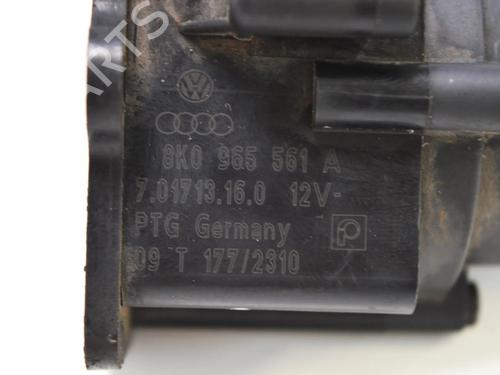 8K0 965 561 A
7.01713.16.0 12V-
PTG Germany
09 T 177/2310